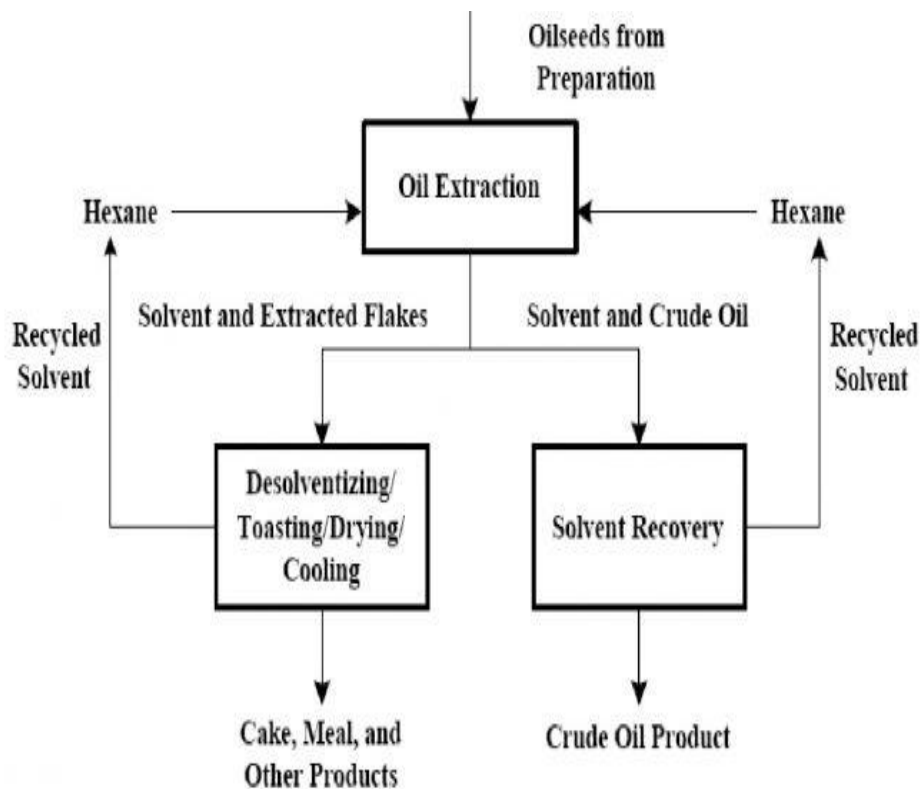 Oilseeds from
Preparation
Oil Extraction
Hexane
Hexane
Solvent and Extracted Flakes
Solvent and Crude Oil
Recycled
Solvent
Recycled
Solvent
Desolventizing/
Toasting/Drying/
Cooling
Solvent Recovery
Cake, Meal, and
Other Products
Crude Oil Product